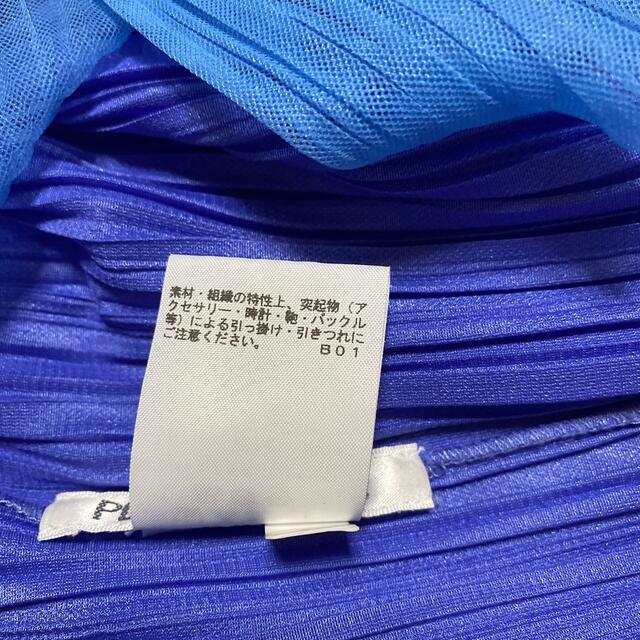 素材・組織の特性上、突起物（ア
クセサリー・時計・鞄・バックル
等）による引っ掛け・引きつれに
ご注意ください。 B01